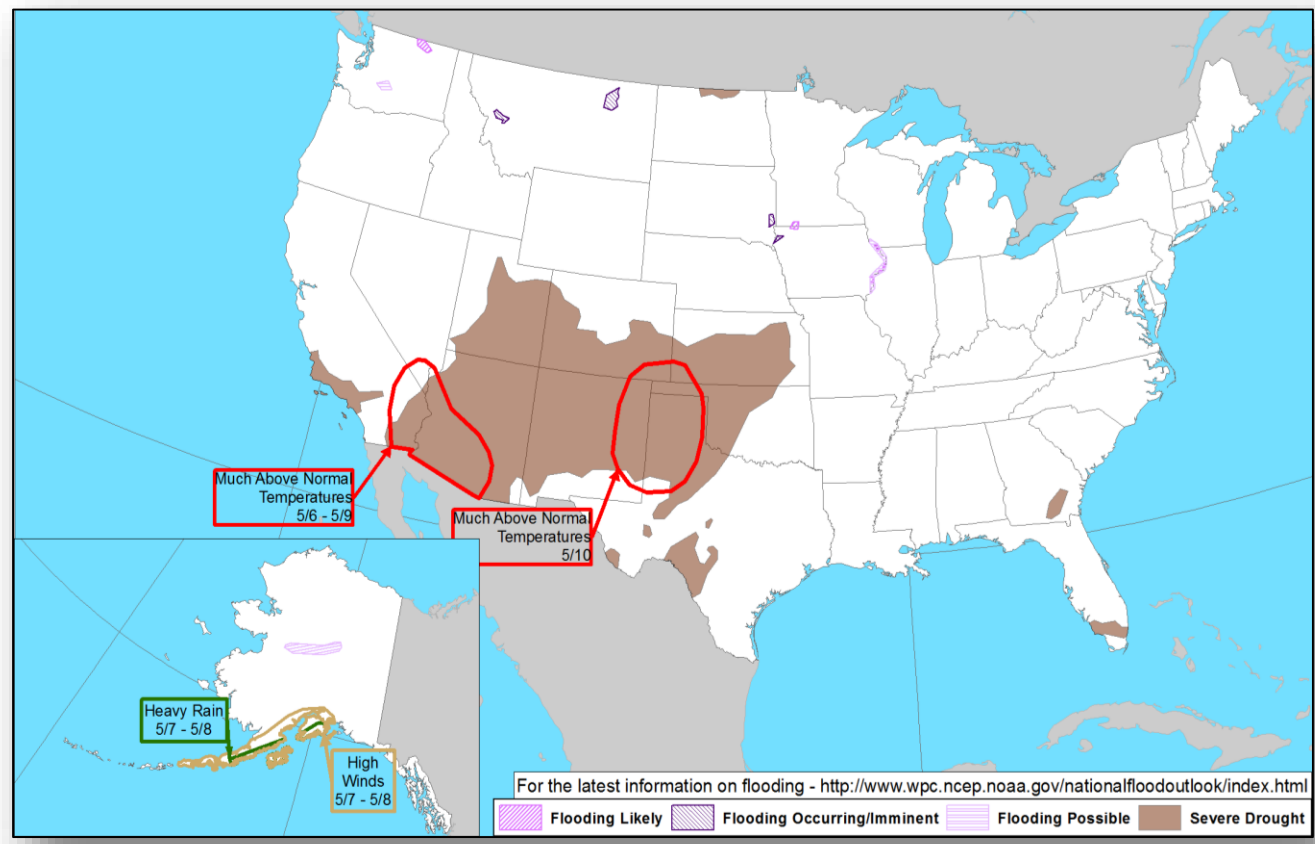 Much Above Normal
Temperatures
5/6 - 5/9
Much Above Normal
Temperatures
5/10
Heavy Rain
5/7 - 5/8
High
Winds
5/7 - 5/8
For the latest information on flooding - http://www.wpc.ncep.noaa.gov/nationalfloodoutlook/index.html
Flooding Likely Flooding Occurring/Imminent Flooding Possible Severe Drought